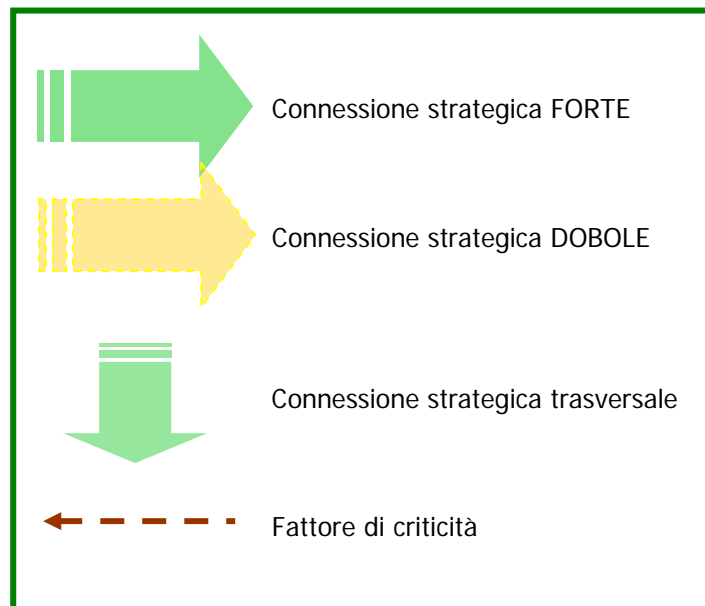 Connessione strategica FORTE
Connessione strategica DOBOLE
Connessione strategica trasversale
Fattore di criticità